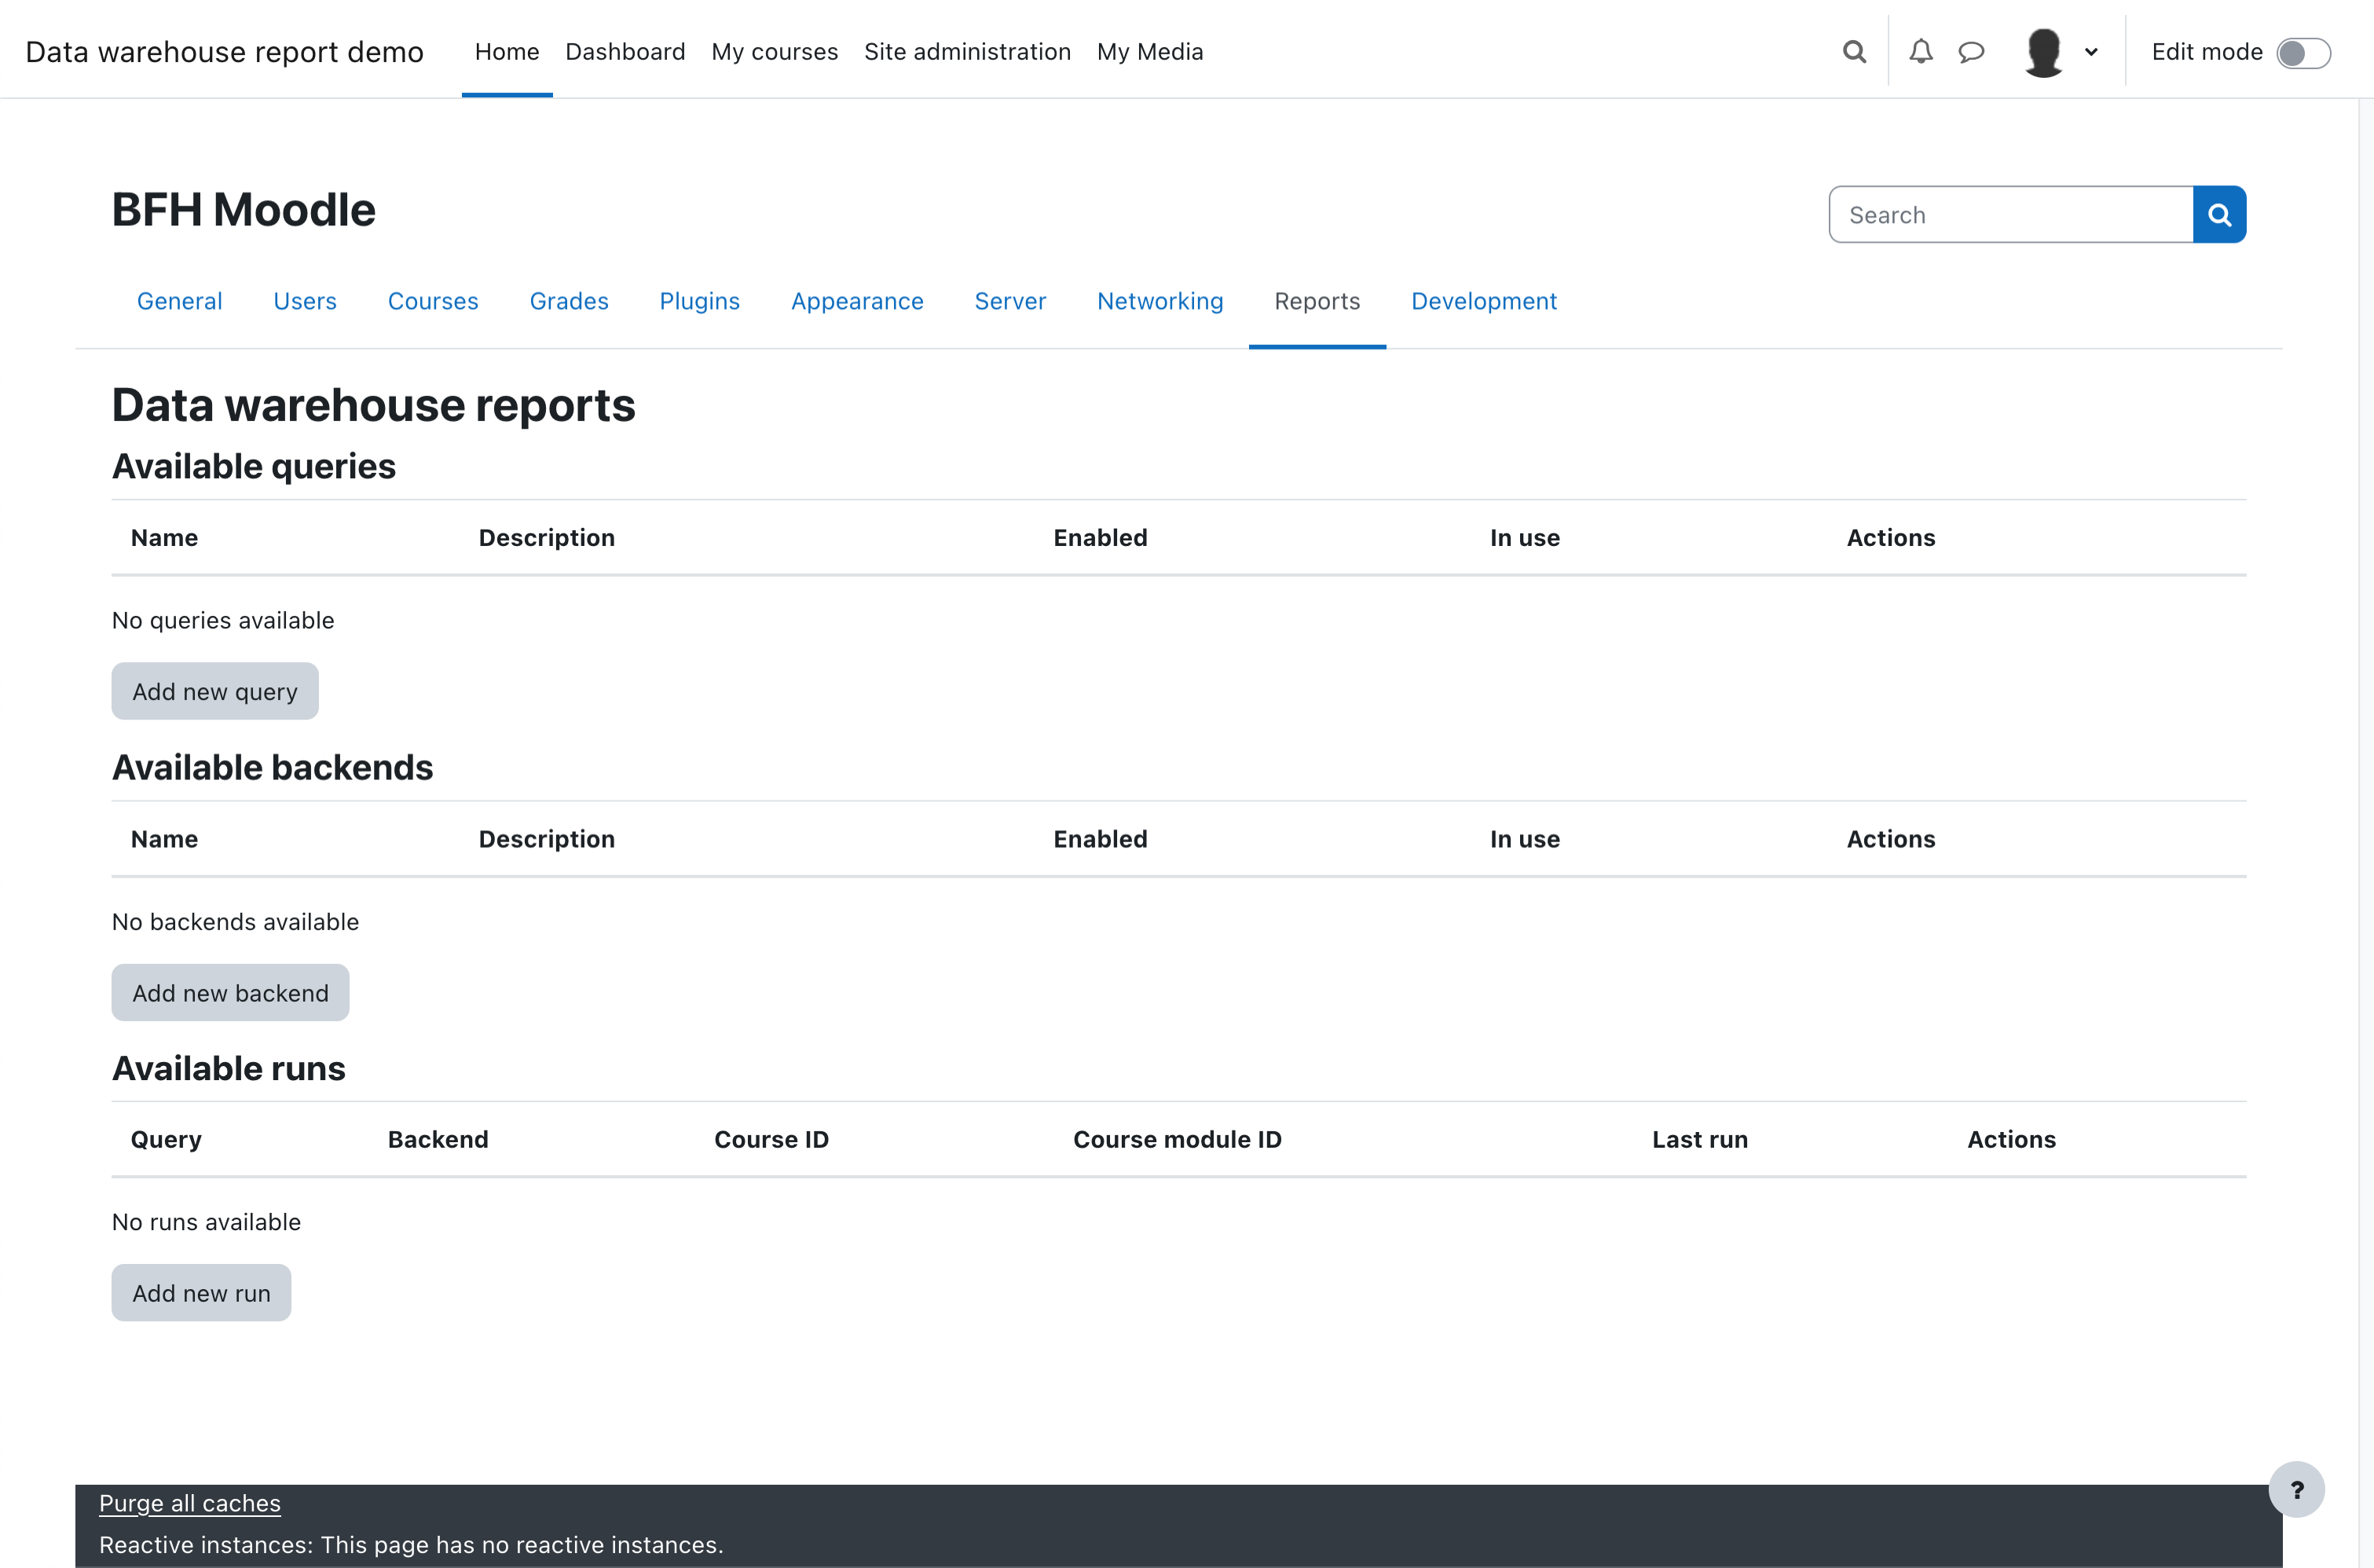 Data warehouse report demo Home Dashboard My courses Site administration My Media Edit mode
BFH Moodle
Search
General Users Courses Grades Plugins Appearance Server Networking Reports Development
Data warehouse reports
Available queries
Name Description Enabled In use Actions
No queries available
Add new query
Available backends
Name Description Enabled In use Actions
No backends available
Add new backend
Available runs
Query Backend Course ID Course module ID Last run Actions
No runs available
Add new run
Purge all caches
?
Reactive instances: This page has no reactive instances.